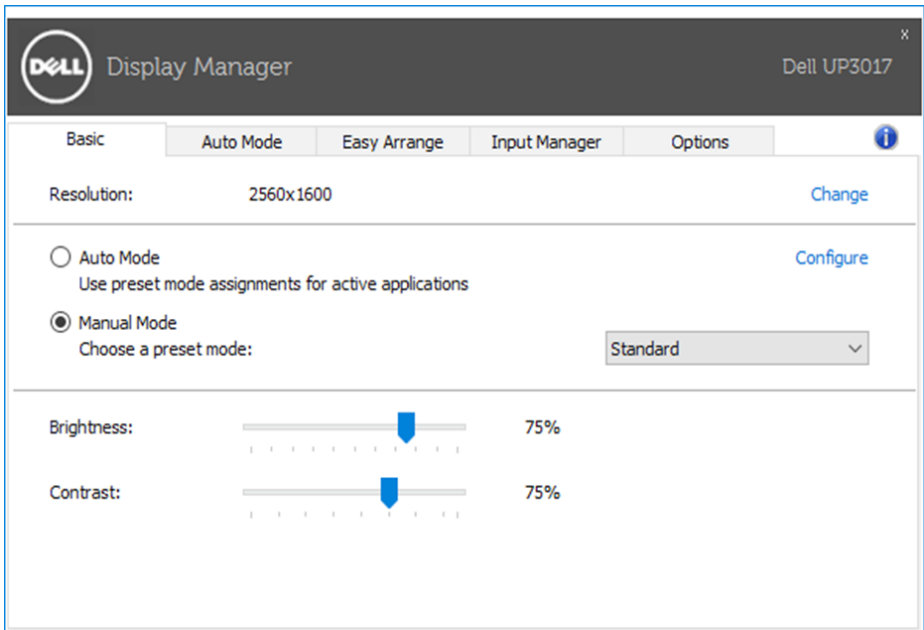 x
DELL Display Manager
Dell UP3017
Basic Auto Mode Easy Arrange Input Manager Options i
Resolution: 2560x1600 Change
Auto Mode Configure
Use preset mode assignments for active applications
Manual Mode
Choose a preset mode: Standard
Brightness: 75%
Contrast: 75%